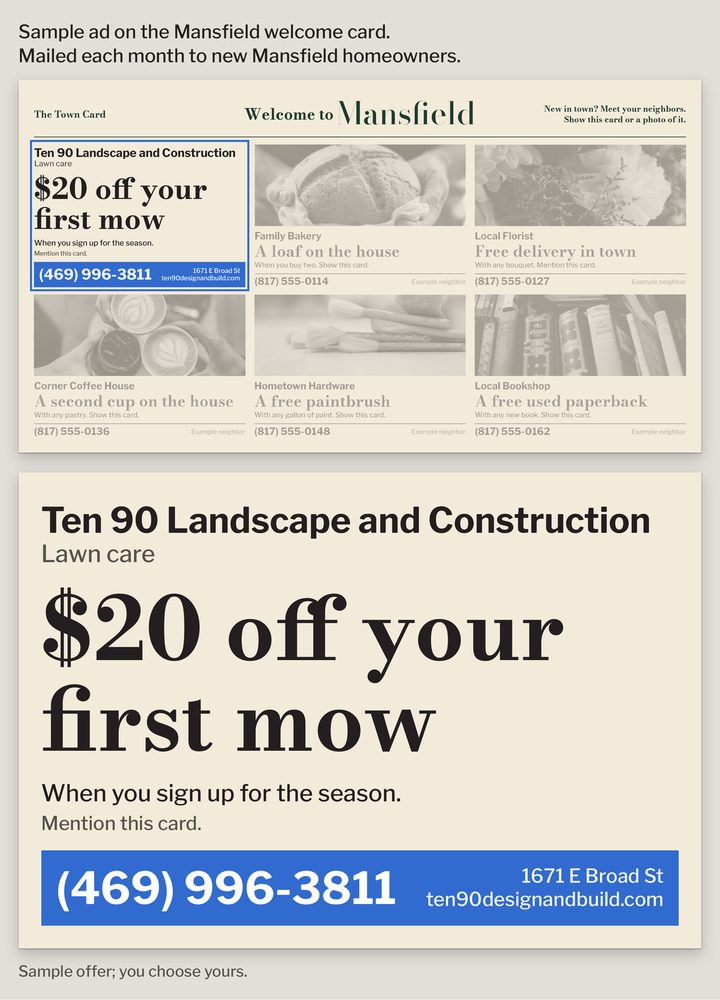 Sample ad on the Mansfield welcome card.
Mailed each month to new Mansfield homeowners.
The Town Card
Welcome to Mansfield
New in town? Meet your neighbors.
Show this card or a photo of it.
Ten 90 Landscape and Construction
Lawn care
$20 off your
first mow
When you sign up for the season.
Mention this card.
(469) 996-3811
1671 E Broad St
ten90designandbuild.com
Family Bakery
A loaf on the house
When you buy two. Show this card.
(817) 555-0114
Example neighbor
Local Florist
Free delivery in town
With any bouquet. Mention this card.
(817) 555-0127
Example neighbor
Corner Coffee House
A second cup on the house
With any pastry. Show this card.
(817) 555-0136
Example neighbor
Hometown Hardware
A free paintbrush
With any gallon of paint. Show this card.
(817) 555-0148
Example neighbor
Local Bookshop
A free used paperback
With any new book. Show this card.
(817) 555-0162
Example neighbor
Ten 90 Landscape and Construction
Lawn care
$20 off your
first mow
When you sign up for the season.
Mention this card.
(469) 996-3811
1671 E Broad St
ten90designandbuild.com
Sample offer; you choose yours.